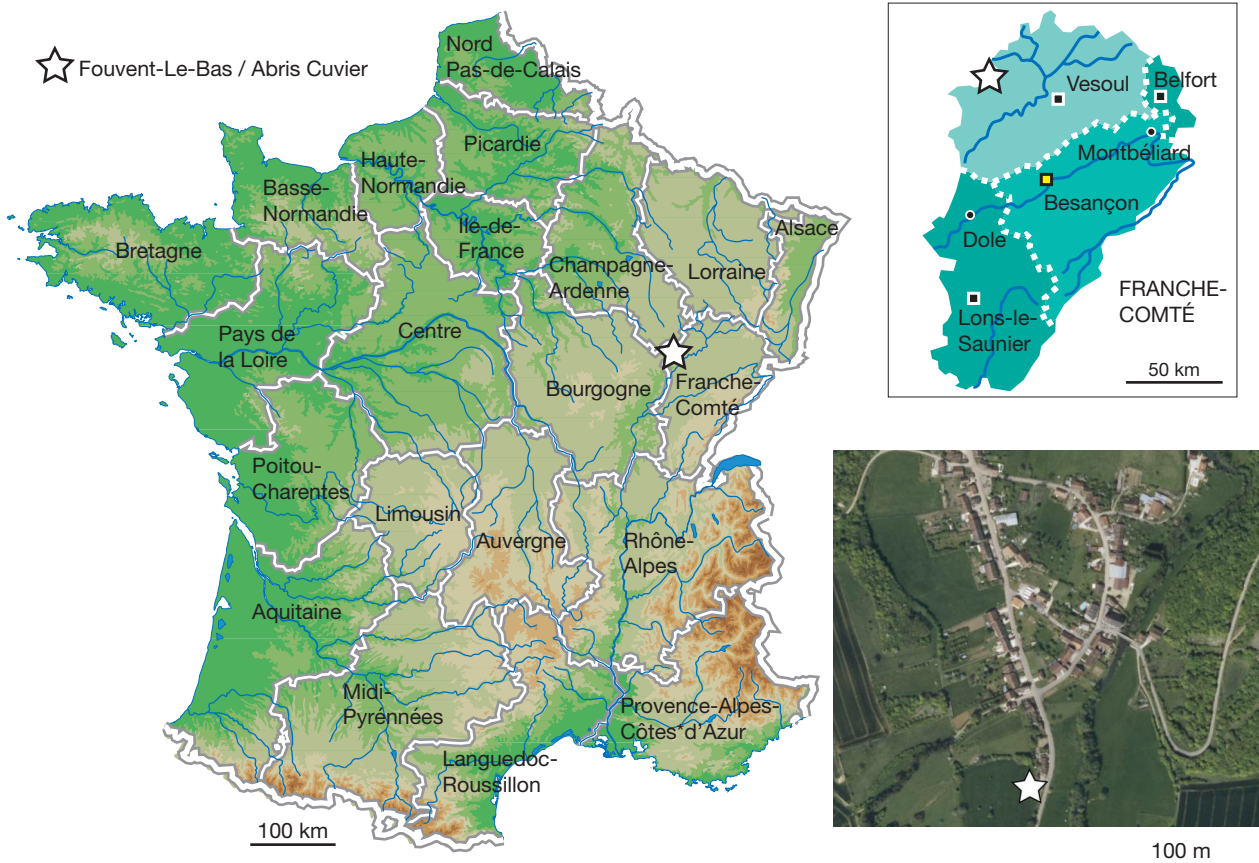 Fouvent-Le-Bas / Abris Cuvier
Nord
Pas-de-Calais
Picardie
Haute-
Normandie
Basse-
Normandie
Ile-de-
France
Bretagne
Champagne-
Ardenne
Lorraine
Alsace
Pays de
la Loire
Centre
Bourgogne
Franche-
Comté
Poitou-
Charentes
Limousin
Auvergne
Rhône-
Alpes
Aquitaine
Midi-
Pyrénnées
Provence-Alpes-
Côtes*d'Azur
Languedoc-
Roussillon
100 km
Vesoul
Belfort
Montbéliard
Besançon
Dole
Lons-le-
Saunier
FRANCHE-
COMTÉ
50 km
100 m